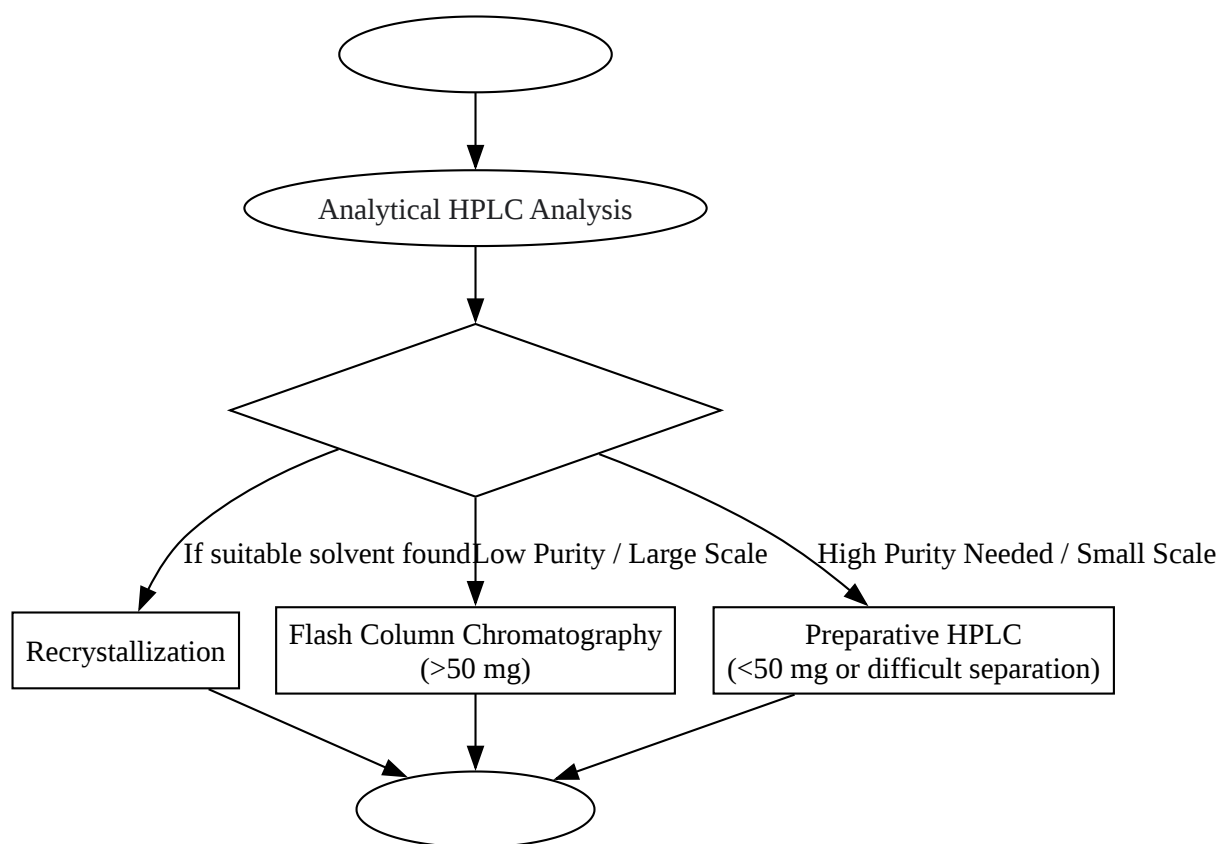 Analytical HPLC Analysis
If suitable solvent found
Low Purity / Large Scale
High Purity Needed / Small Scale
Recrystallization
Flash Column Chromatography
(>50 mg)
Preparative HPLC
(<50 mg or difficult separation)